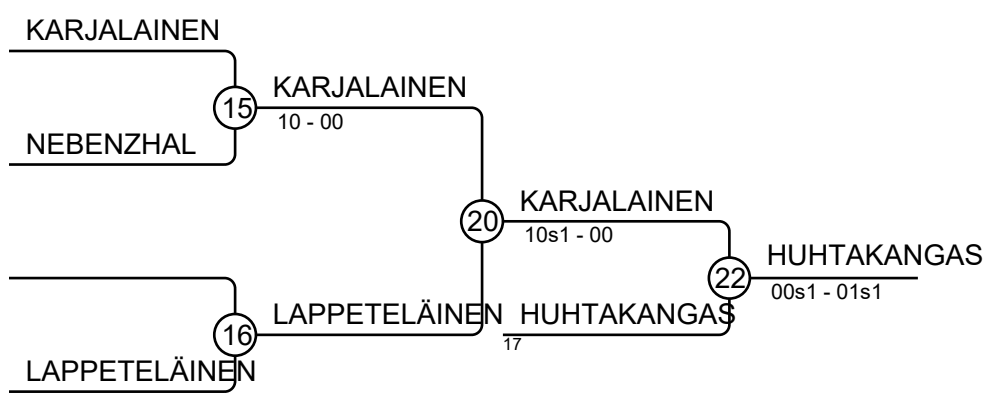 KARJALAINEN
15
KARJALAINEN
10 - 00
NEBENZHAL
20
KARJALAINEN
10s1 - 00
22
HUHTAKANGAS
00s1 - 01s1
16
LAPPETELÄINEN
HUHTAKANGAS
17
LAPPETELÄINEN